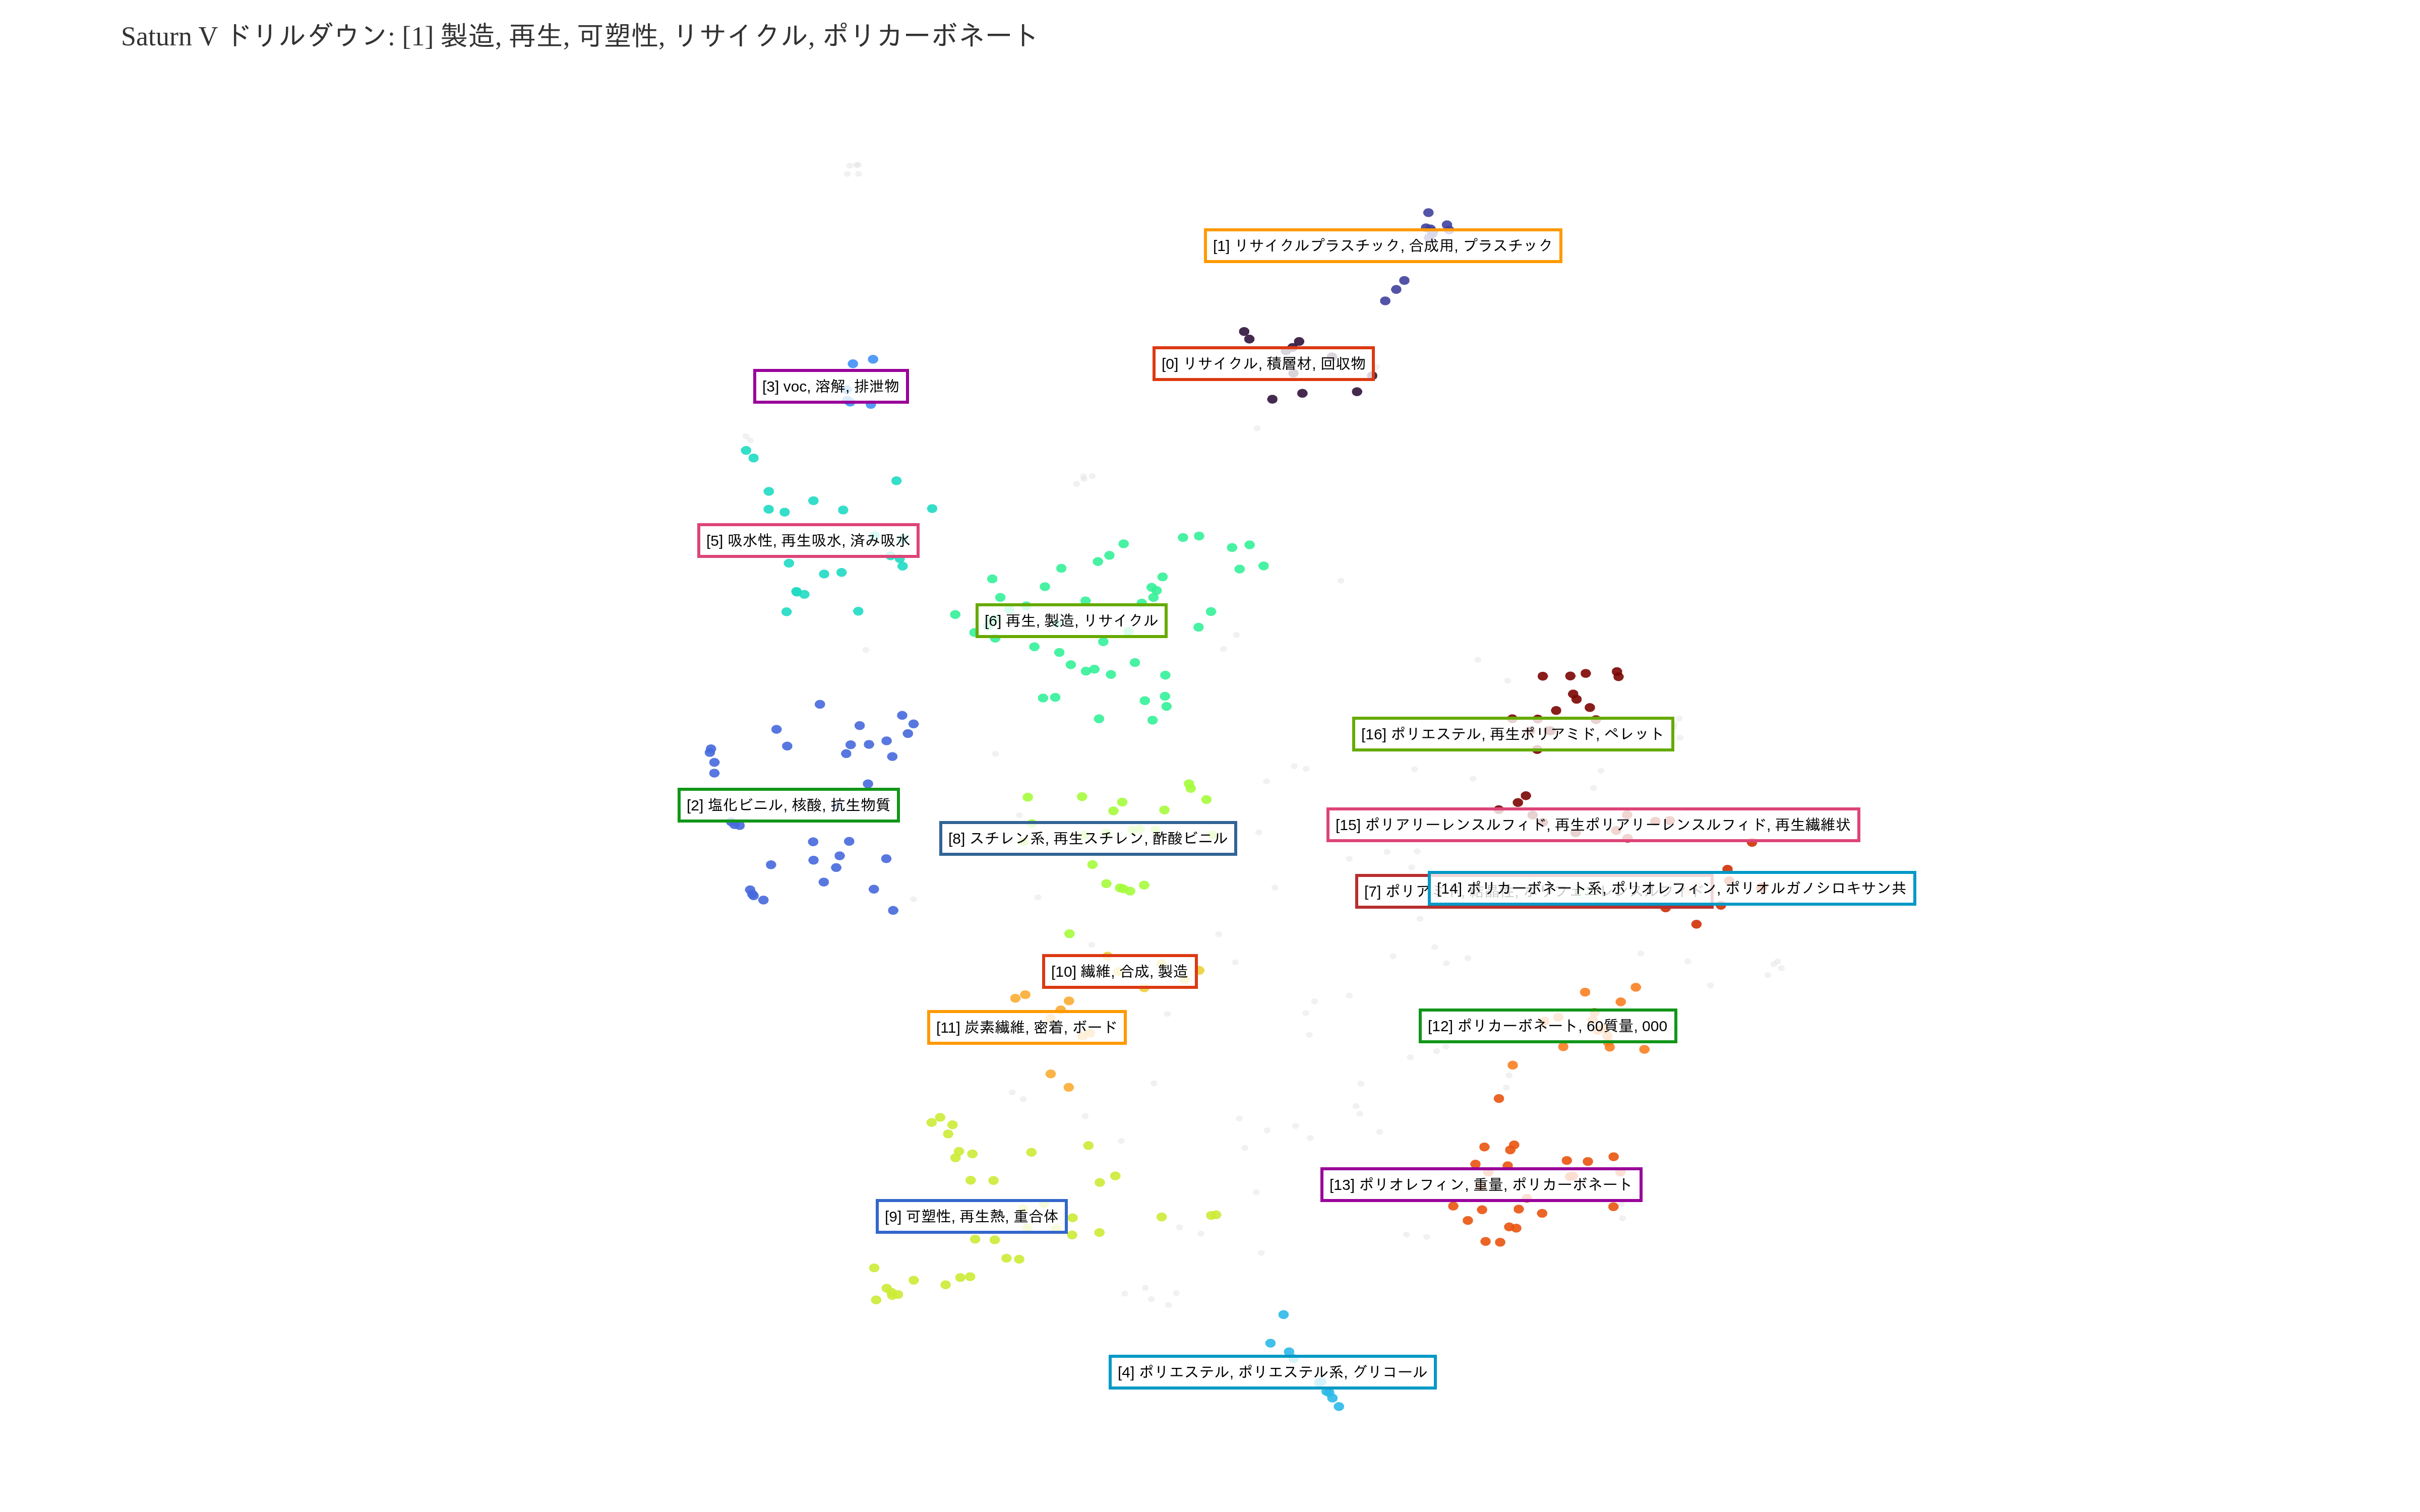 Saturn V ドリルダウン: [1] 製造, 再生, 可塑性, リサイクル, ポリカーボネート
[1] リサイクルプラスチック, 合成用, プラスチック
[0] リサイクル, 積層材, 回収物
[3] voc, 溶解, 排泄物
[5] 吸水性, 再生吸水, 済み吸水
[6] 再生, 製造, リサイクル
[16] ポリエステル, 再生ポリアミド, ペレット
[2] 塩化ビニル, 核酸, 抗生物質
[15] ポリアリーレンスルフィド, 再生ポリアリーレンスルフィド, 再生繊維状
[8] スチレン系, 再生スチレン, 酢酸ビニル
[7] ポリア
[14] ポリカーボネート系, ポリオレフィン, ポリオルガノシロキサン共
[10] 繊維, 合成, 製造
[11] 炭素繊維, 密着, ボード
[12] ポリカーボネート, 60質量, 000
[13] ポリオレフィン, 重量, ポリカーボネート
[9] 可塑性, 再生熱, 重合体
[4] ポリエステル, ポリエステル系, グリコール